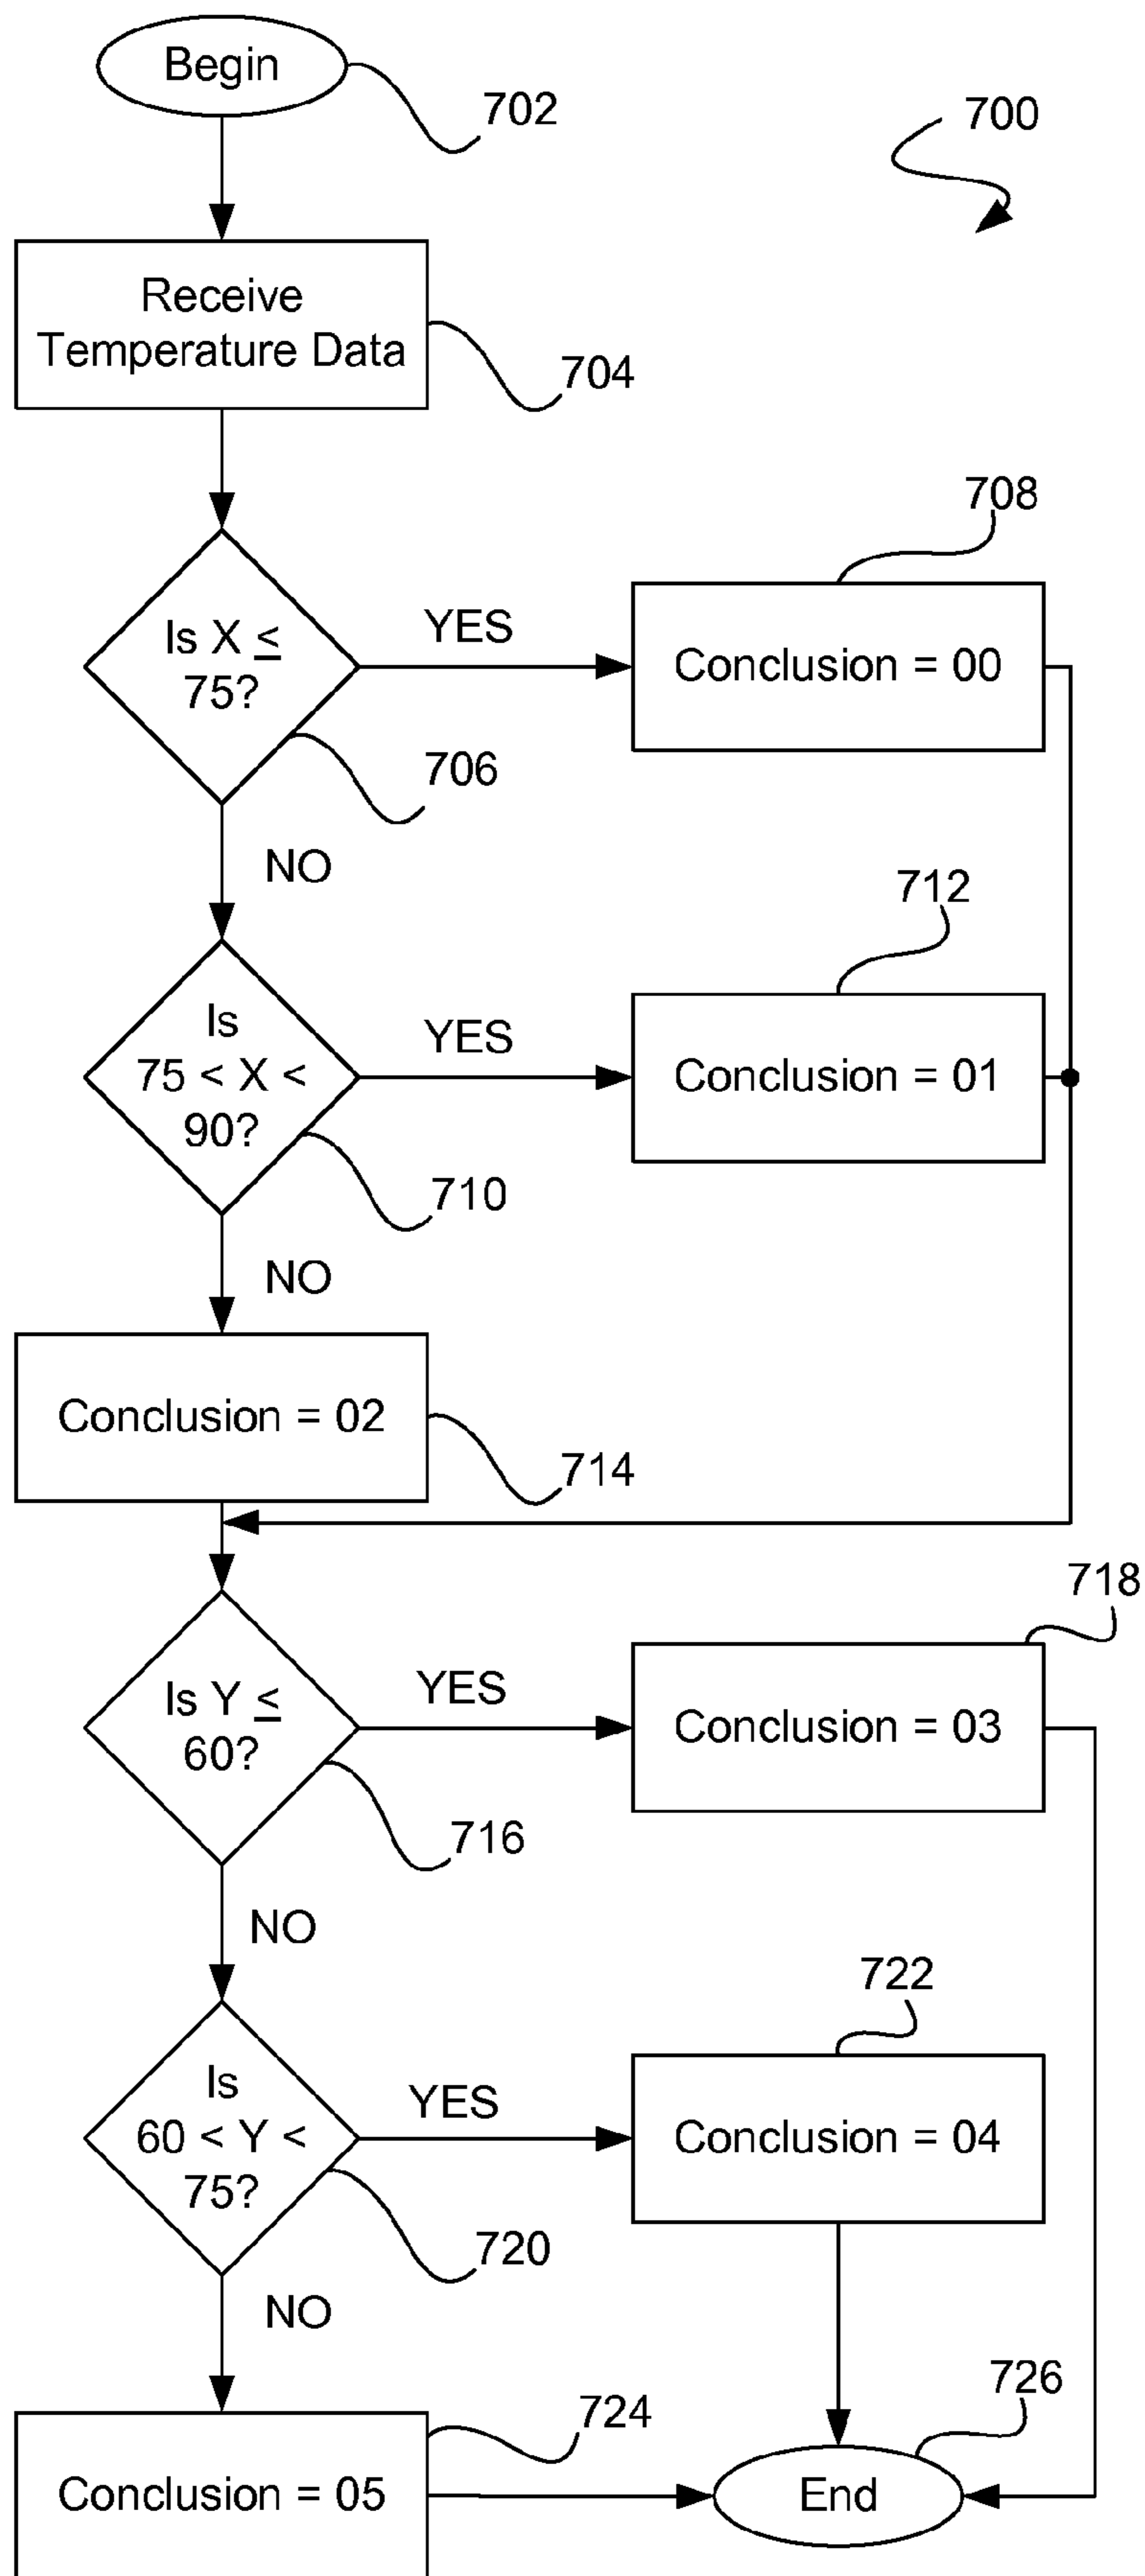 Begin
702
700
Receive
Temperature Data
704
708
Is X ≤
75?
YES
Conclusion = 00
706
NO
712
Is
75 < X <
90?
YES
Conclusion = 01
710
NO
Conclusion = 02
714
718
Is Y ≤
60?
YES
Conclusion = 03
716
NO
722
Is
60 < Y <
75?
YES
Conclusion = 04
720
NO
726
724
Conclusion = 05
End